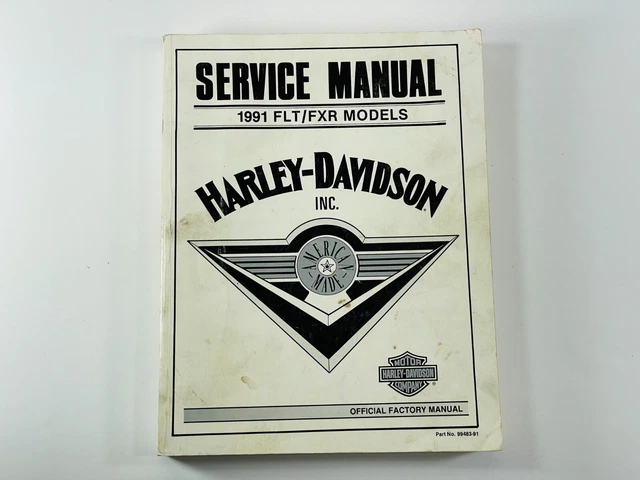 SERVICE MANUAL
1991 FLT/FXR MODELS
HARLEY-DAVIDSON
INC.
AMERICAN
MADE
MOTOR
HARLEY-DAVIDSON
COMPANY
®
OFFICIAL FACTORY MANUAL
Part No. 99483-91